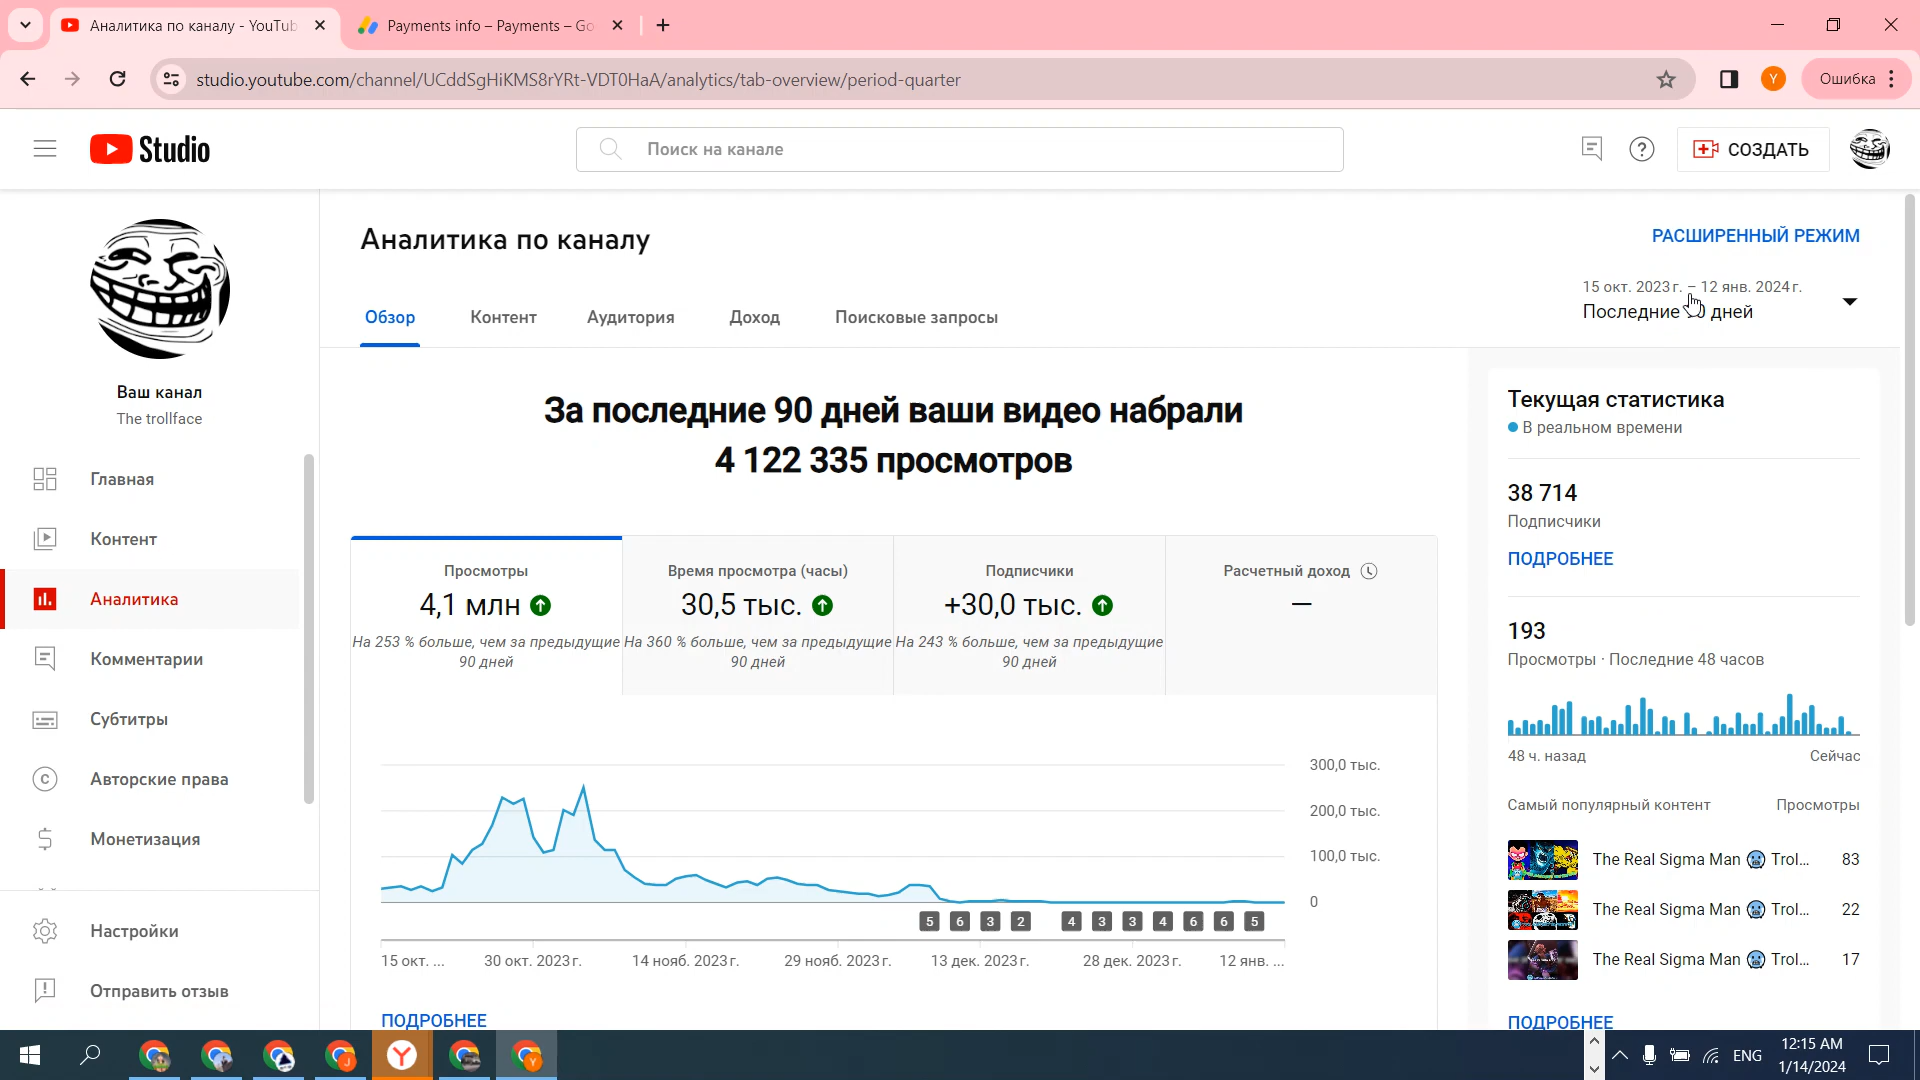 Аналитика по каналу - YouTub
Payments info – Payments – Go
studio.youtube.com/channel/UCddSgHiKMS8rYRt-VDT0HaA/analytics/tab-overview/period-quarter
Y
Ошибка
Studio
Поиск на канале
СОЗДАТЬ
Ваш канал
The trollface
Главная
Контент
Аналитика
Комментарии
Субтитры
Авторские права
Монетизация
Настройки
Отправить отзыв
Аналитика по каналу
РАСШИРЕННЫЙ РЕЖИМ
15 окт. 2023 г. – 12 янв. 2024 г.
Последние 90 дней
Обзор
Контент
Аудитория
Доход
Поисковые запросы
За последние 90 дней ваши видео набрали
4 122 335 просмотров
Просмотры
4,1 млн
На 253 % больше, чем за предыдущие
90 дней
Время просмотра (часы)
30,5 тыс.
На 360 % больше, чем за предыдущие
90 дней
Подписчики
+30,0 тыс.
На 243 % больше, чем за предыдущие
90 дней
Расчетный доход
—
300,0 тыс.
200,0 тыс.
100,0 тыс.
0
5 6 3 2 4 3 3 4 6 6 5
15 окт. ... 30 окт. 2023 г. 14 нояб. 2023 г. 29 нояб. 2023 г. 13 дек. 2023 г. 28 дек. 2023 г. 12 янв. ...
ПОДРОБНЕЕ
Текущая статистика
В реальном времени
38 714
Подписчики
ПОДРОБНЕЕ
193
Просмотры · Последние 48 часов
48 ч. назад Сейчас
Самый популярный контент Просмотры
The Real Sigma Man 🥶 Trol... 83
The Real Sigma Man 🥶 Trol... 22
The Real Sigma Man 🥶 Trol... 17
ПОДРОБНЕЕ
ENG
12:15 AM
1/14/2024